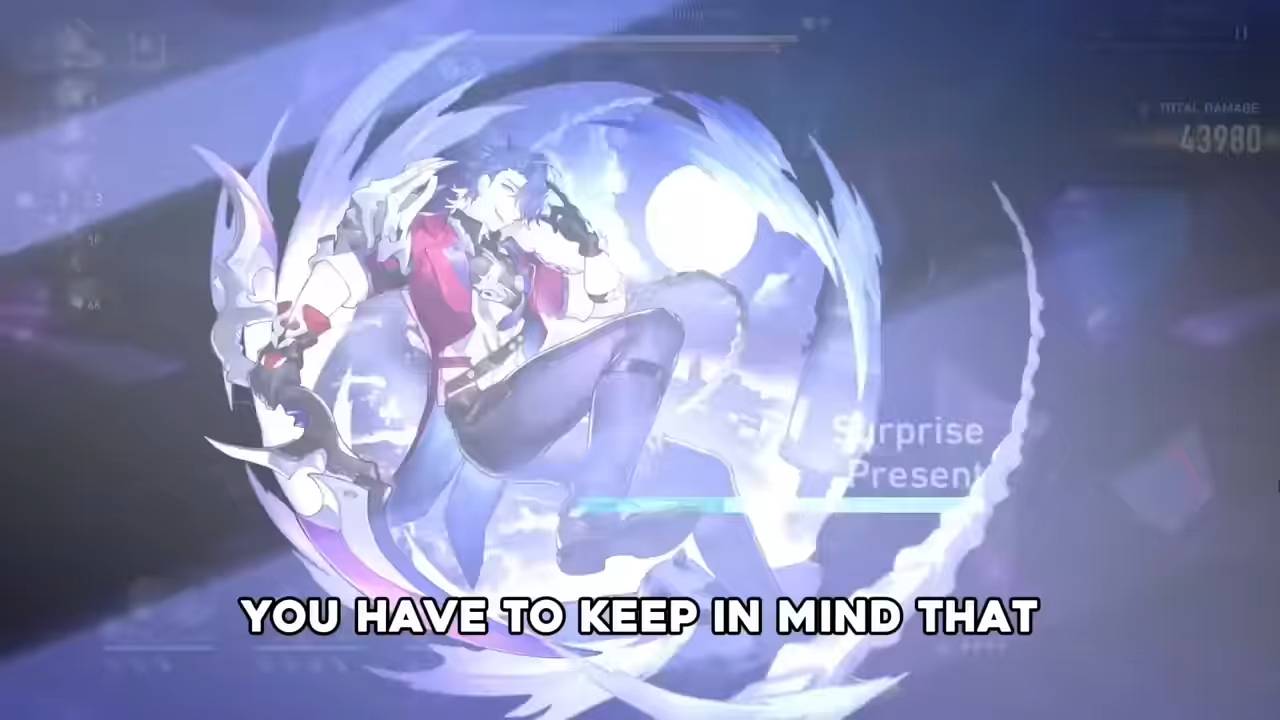 TOTAL DAMAGE
43980
Surprise
Present
YOU HAVE TO KEEP IN MIND THAT